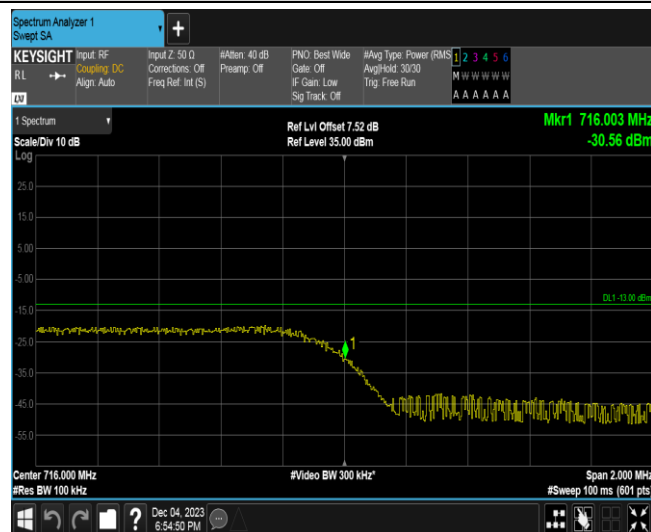 Spectrum Analyzer 1
Swept SA
+
KEYSIGHT
RL
LXI
Input: RF
Coupling: DC
Align: Auto
Input Z: 50 Ω
Corrections: Off
Freq Ref: Int (S)
#Atten: 40 dB
Preamp: Off
PNO: Best Wide
Gate: Off
IF Gain: Low
Sig Track: Off
#Avg Type: Power (RMS
Avg|Hold: 30/30
Trig: Free Run
1 2 3 4 5 6
M W W W W W
A A A A A A
1 Spectrum
Scale/Div 10 dB
Ref Lvl Offset 7.52 dB
Ref Level 35.00 dBm
Mkr1 716.003 MHz
-30.56 dBm
Log
25.0
15.0
5.00
-5.00
-15.0
-25.0
-35.0
-45.0
-55.0
DL1 -13.00 dBm
1
Center 716.000 MHz
#Res BW 100 kHz
#Video BW 300 kHz*
Span 2.000 MHz
#Sweep 100 ms (601 pts)
?
Dec 04, 2023
6:54:50 PM